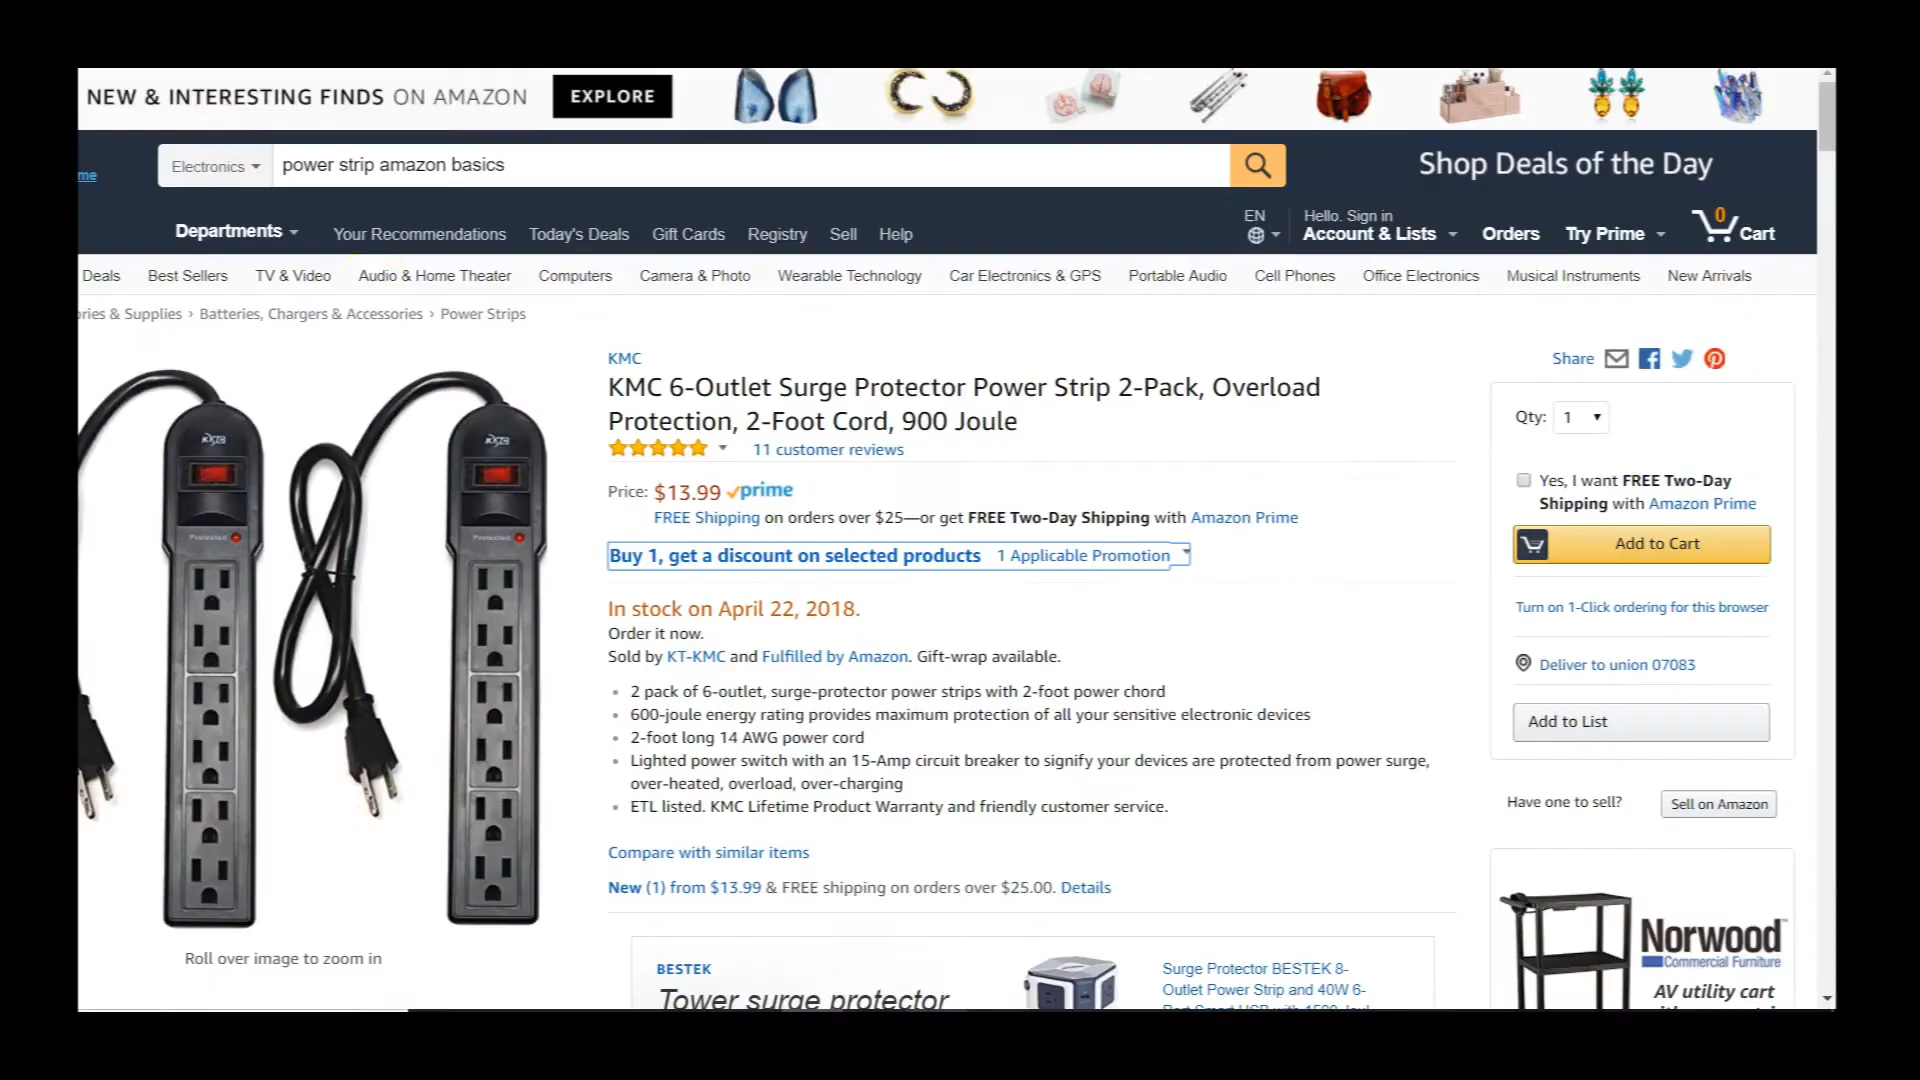 NEW & INTERESTING FINDS ON AMAZON
EXPLORE
me
Electronics
power strip amazon basics
Shop Deals of the Day
Departments
Your Recommendations
Today's Deals
Gift Cards
Registry
Sell
Help
EN
Hello. Sign in
Account & Lists
Orders
Try Prime
0
Cart
Deals
Best Sellers
TV & Video
Audio & Home Theater
Computers
Camera & Photo
Wearable Technology
Car Electronics & GPS
Portable Audio
Cell Phones
Office Electronics
Musical Instruments
New Arrivals
ories & Supplies › Batteries, Chargers & Accessories › Power Strips
KMC
KMC
Protected
Protected
Roll over image to zoom in
KMC
KMC 6-Outlet Surge Protector Power Strip 2-Pack, Overload
Protection, 2-Foot Cord, 900 Joule
11 customer reviews
Price: $13.99 prime
FREE Shipping on orders over $25—or get FREE Two-Day Shipping with Amazon Prime
Buy 1, get a discount on selected products 1 Applicable Promotion
In stock on April 22, 2018.
Order it now.
Sold by KT-KMC and Fulfilled by Amazon. Gift-wrap available.
• 2 pack of 6-outlet, surge-protector power strips with 2-foot power chord
• 600-joule energy rating provides maximum protection of all your sensitive electronic devices
• 2-foot long 14 AWG power cord
• Lighted power switch with an 15-Amp circuit breaker to signify your devices are protected from power surge,
over-heated, overload, over-charging
• ETL listed. KMC Lifetime Product Warranty and friendly customer service.
Compare with similar items
New (1) from $13.99 & FREE shipping on orders over $25.00. Details
BESTEK
Tower surge protector
Surge Protector BESTEK 8-
Outlet Power Strip and 40W 6-
Share
Qty: 1
Yes, I want FREE Two-Day
Shipping with Amazon Prime
Add to Cart
Turn on 1-Click ordering for this browser
Deliver to union 07083
Add to List
Have one to sell?
Sell on Amazon
Norwood
Commercial Furniture
AV utility cart